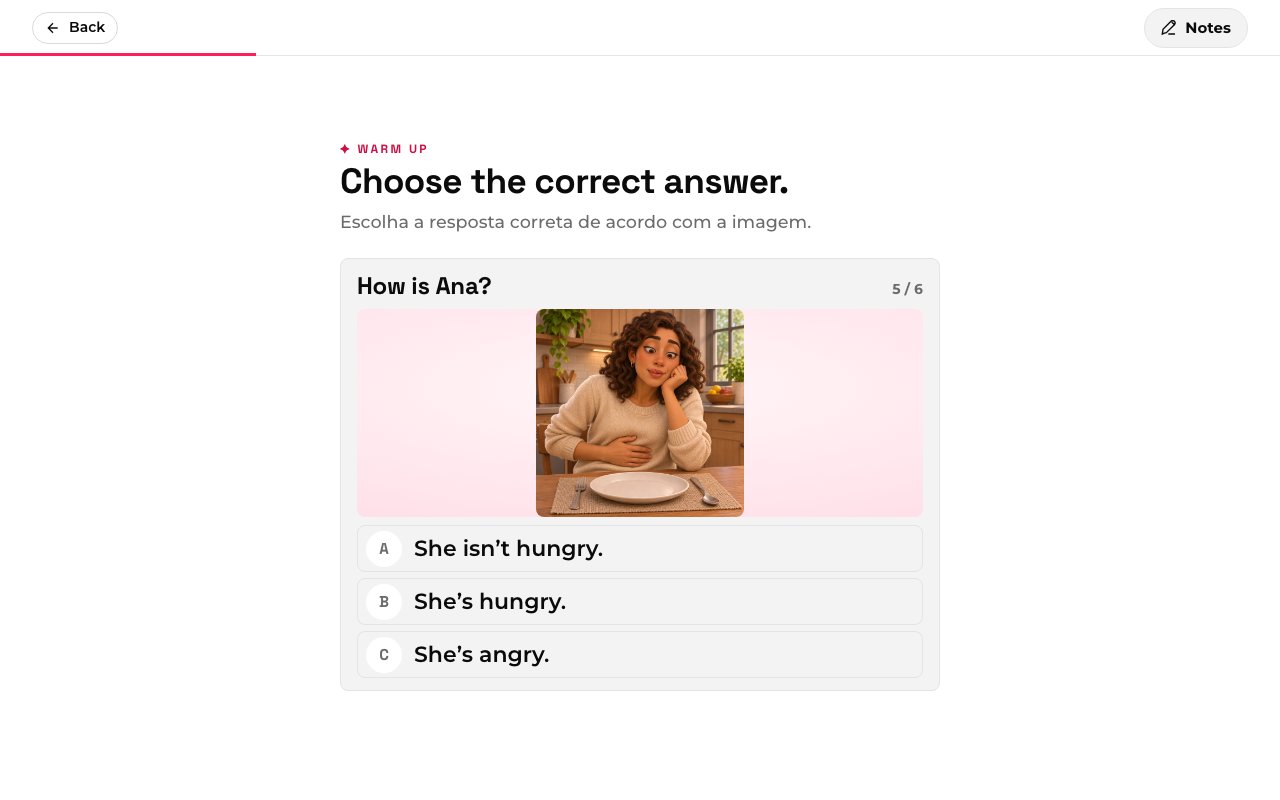 Back
Notes
WARM UP
Choose the correct answer.
Escolha a resposta correta de acordo com a imagem.
How is Ana?
5 / 6
A She isn’t hungry.
B She’s hungry.
C She’s angry.